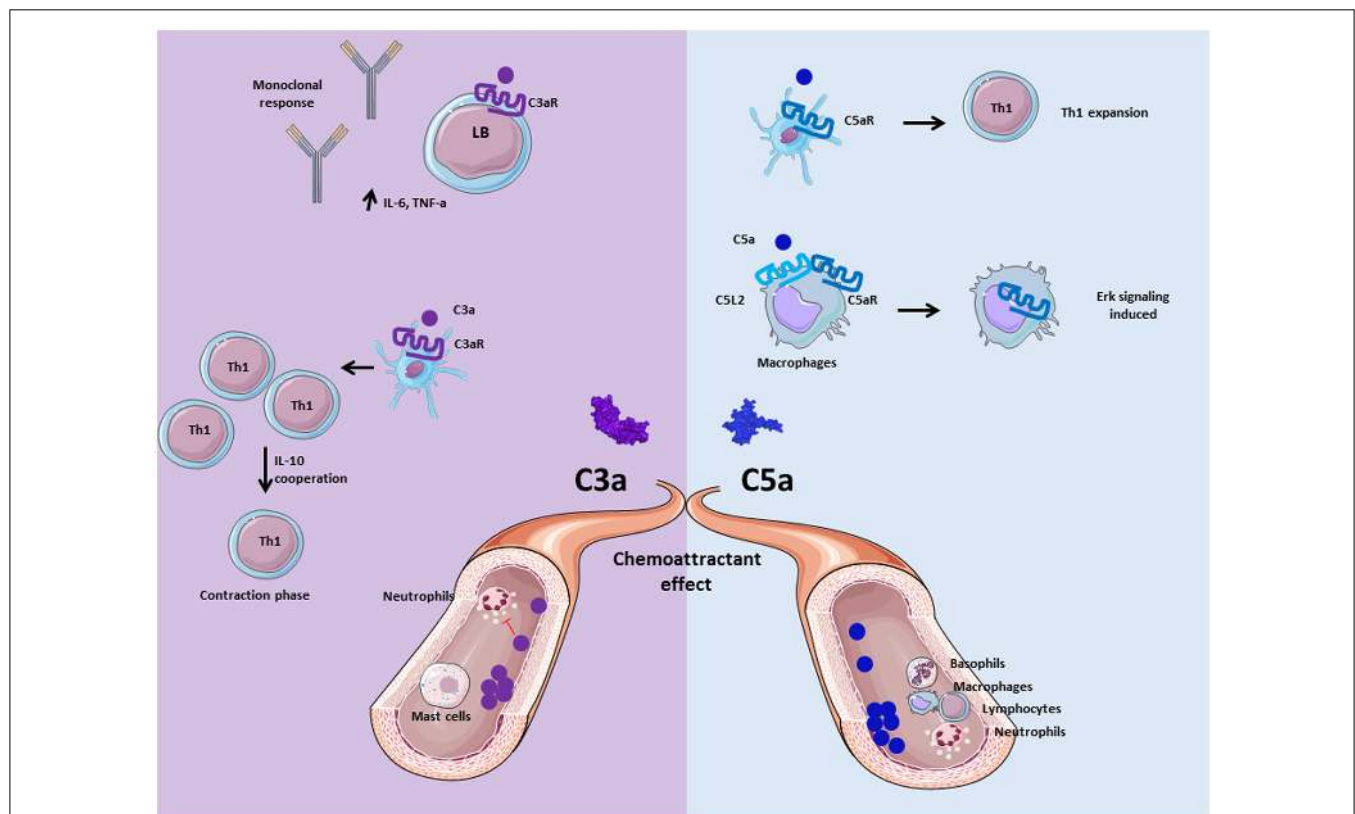 Monoclonal
response
C3aR
LB
IL-6, TNF-a
C3a
C3aR
Th1
Th1
Th1
IL-10
cooperation
Th1
Contraction phase
C5aR
Th1
Th1 expansion
C5a
C5L2
C5aR
Macrophages
Erk signaling
induced
C3a
C5a
Chemoattractant
effect
Neutrophils
Mast cells
Basophils
Macrophages
Lymphocytes
Neutrophils